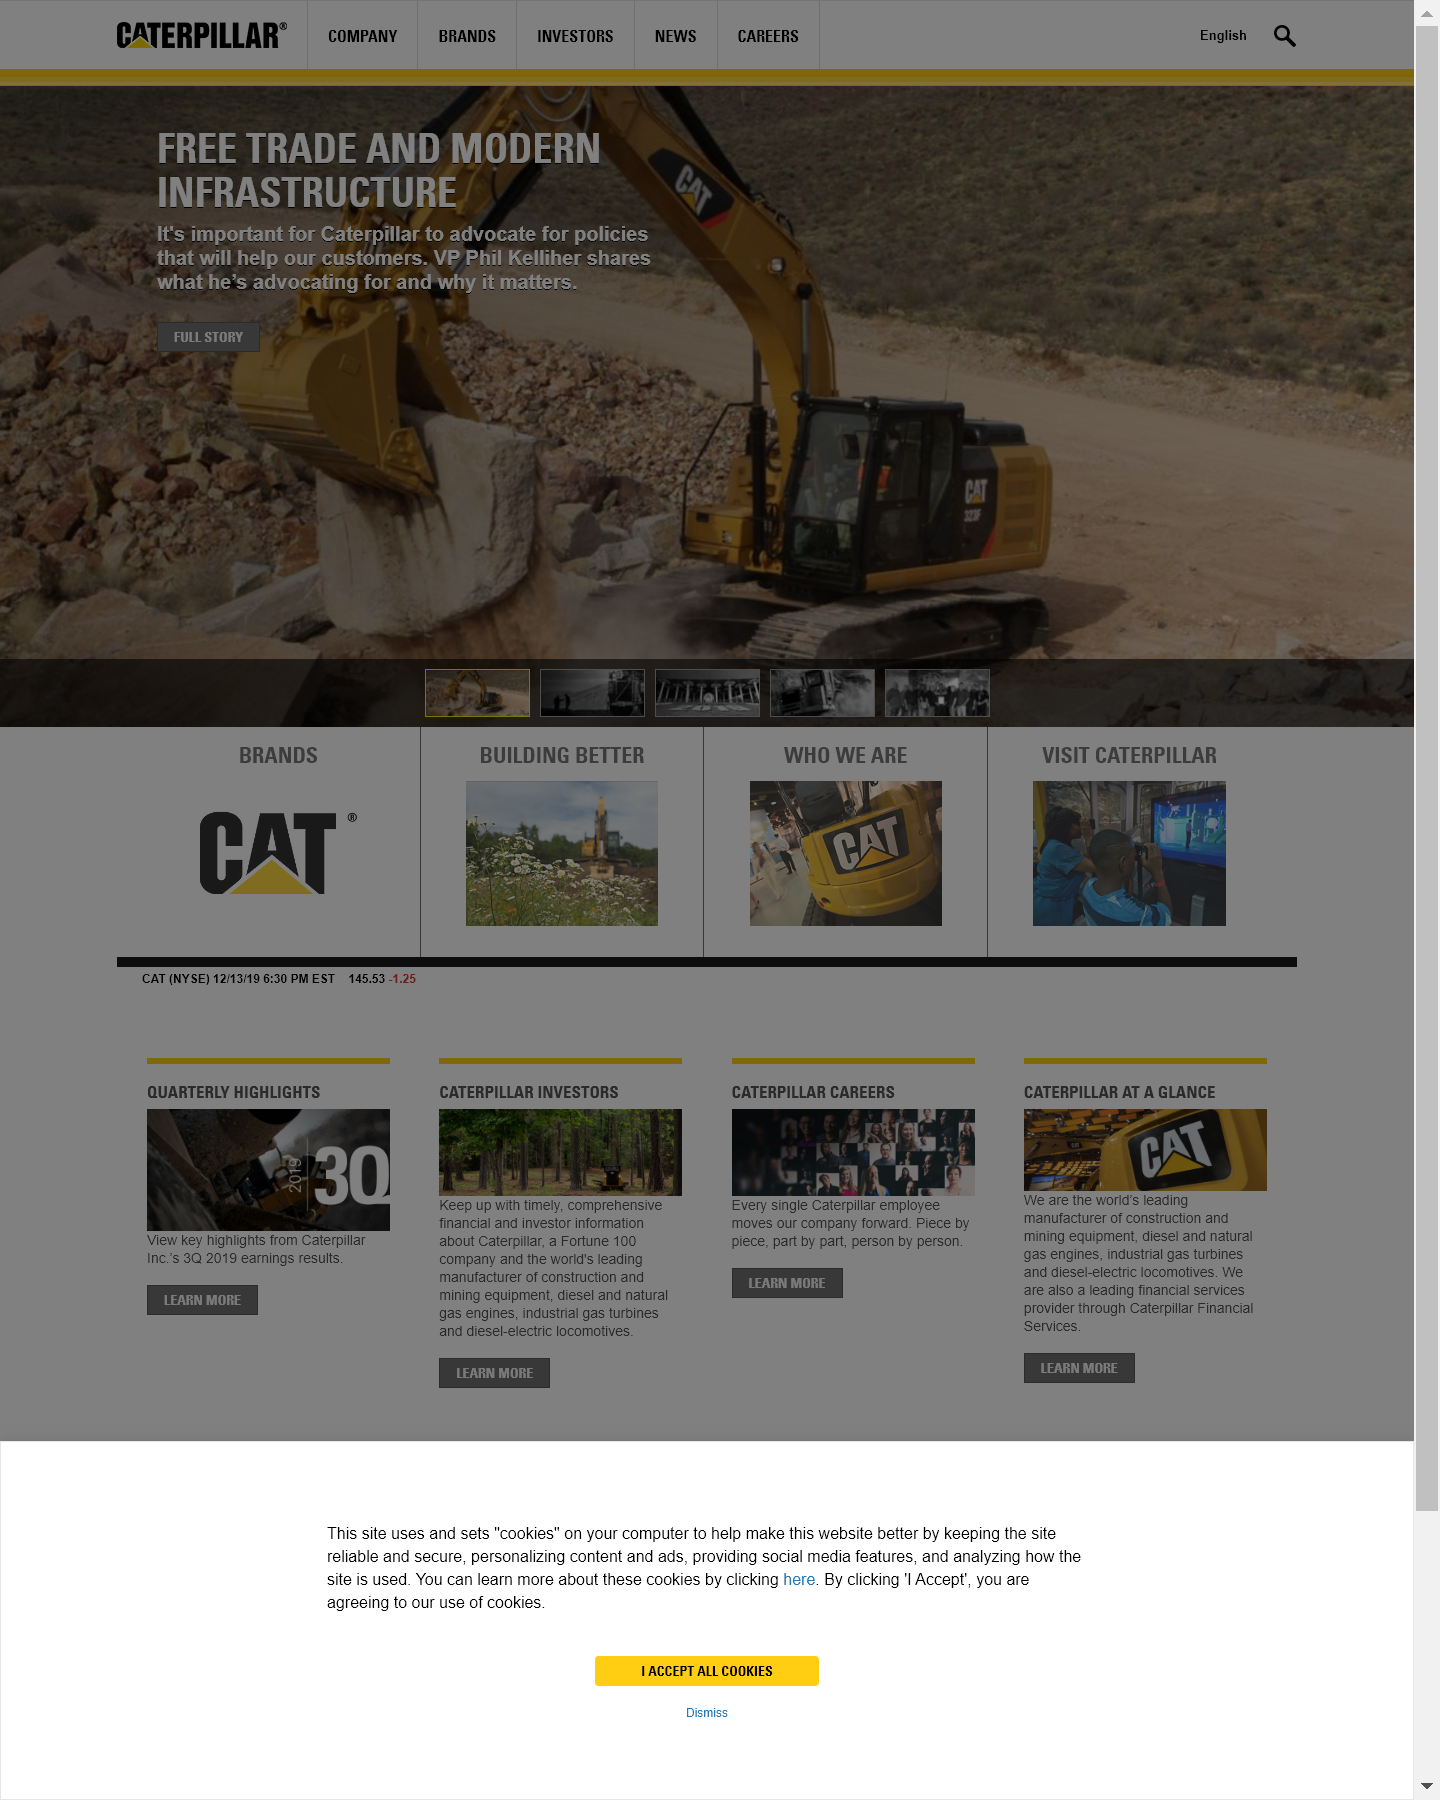 CATERPILLAR®
COMPANY
BRANDS
INVESTORS
NEWS
CAREERS
English
FREE TRADE AND MODERN
INFRASTRUCTURE
It's important for Caterpillar to advocate for policies
that will help our customers. VP Phil Kelliher shares
what he’s advocating for and why it matters.
FULL STORY
CAT
CAT
323F
BRANDS
BUILDING BETTER
WHO WE ARE
VISIT CATERPILLAR
CAT ®
CAT
CAT (NYSE) 12/13/19 6:30 PM EST 145.53 -1.25
QUARTERLY HIGHLIGHTS
2019 3Q
View key highlights from Caterpillar
Inc.’s 3Q 2019 earnings results.
LEARN MORE
CATERPILLAR INVESTORS
Keep up with timely, comprehensive
financial and investor information
about Caterpillar, a Fortune 100
company and the world's leading
manufacturer of construction and
mining equipment, diesel and natural
gas engines, industrial gas turbines
and diesel-electric locomotives.
LEARN MORE
CATERPILLAR CAREERS
Every single Caterpillar employee
moves our company forward. Piece by
piece, part by part, person by person.
LEARN MORE
CATERPILLAR AT A GLANCE
CAT
We are the world’s leading
manufacturer of construction and
mining equipment, diesel and natural
gas engines, industrial gas turbines
and diesel-electric locomotives. We
are also a leading financial services
provider through Caterpillar Financial
Services.
LEARN MORE
This site uses and sets "cookies" on your computer to help make this website better by keeping the site
reliable and secure, personalizing content and ads, providing social media features, and analyzing how the
site is used. You can learn more about these cookies by clicking here. By clicking 'I Accept', you are
agreeing to our use of cookies.
I ACCEPT ALL COOKIES
Dismiss